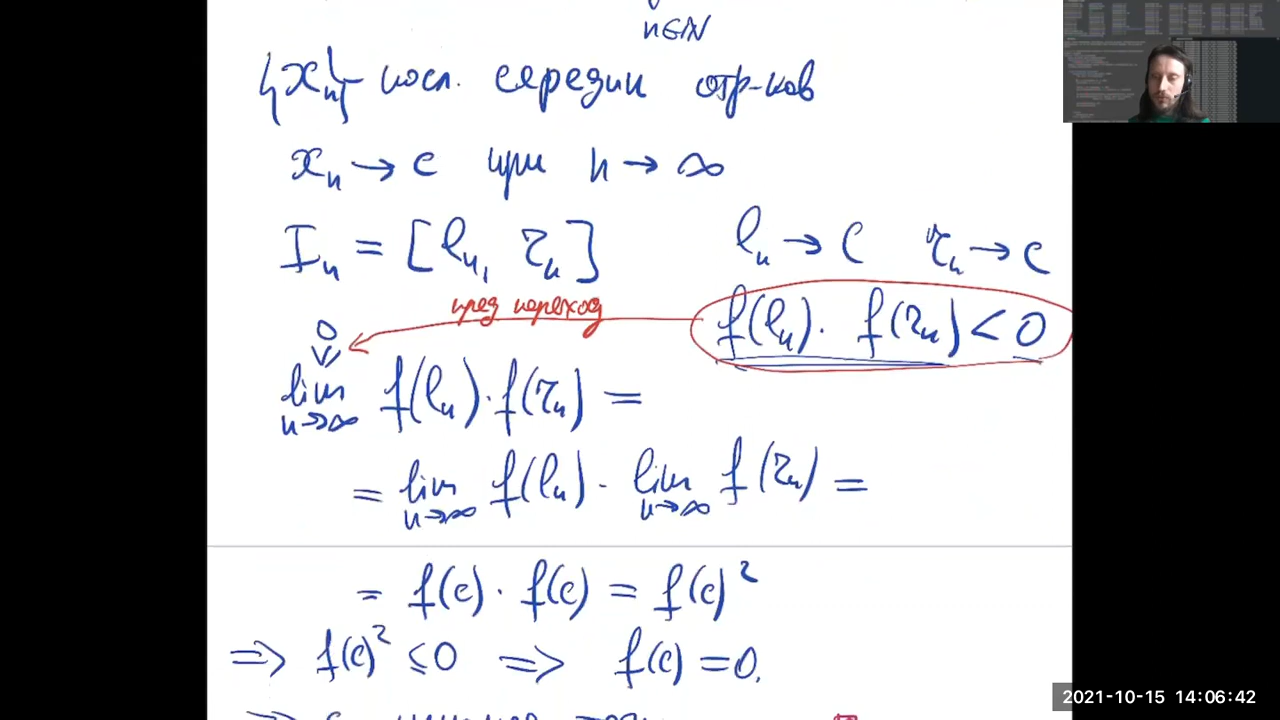 n∈ℕ
{xₙ} посл. середин отр-ков
xₙ → c при n → ∞
Iₙ = [lₙ, rₙ]    lₙ → c    rₙ → c
пред переход    f(lₙ) · f(rₙ) < 0
0
≥
lim n→∞ f(lₙ) · f(rₙ) =
= lim n→∞ f(lₙ) · lim n→∞ f(rₙ) =
= f(c) · f(c) = f(c)²
⇒ f(c)² ≤ 0 ⇒ f(c) = 0.
2021-10-15 14:06:42